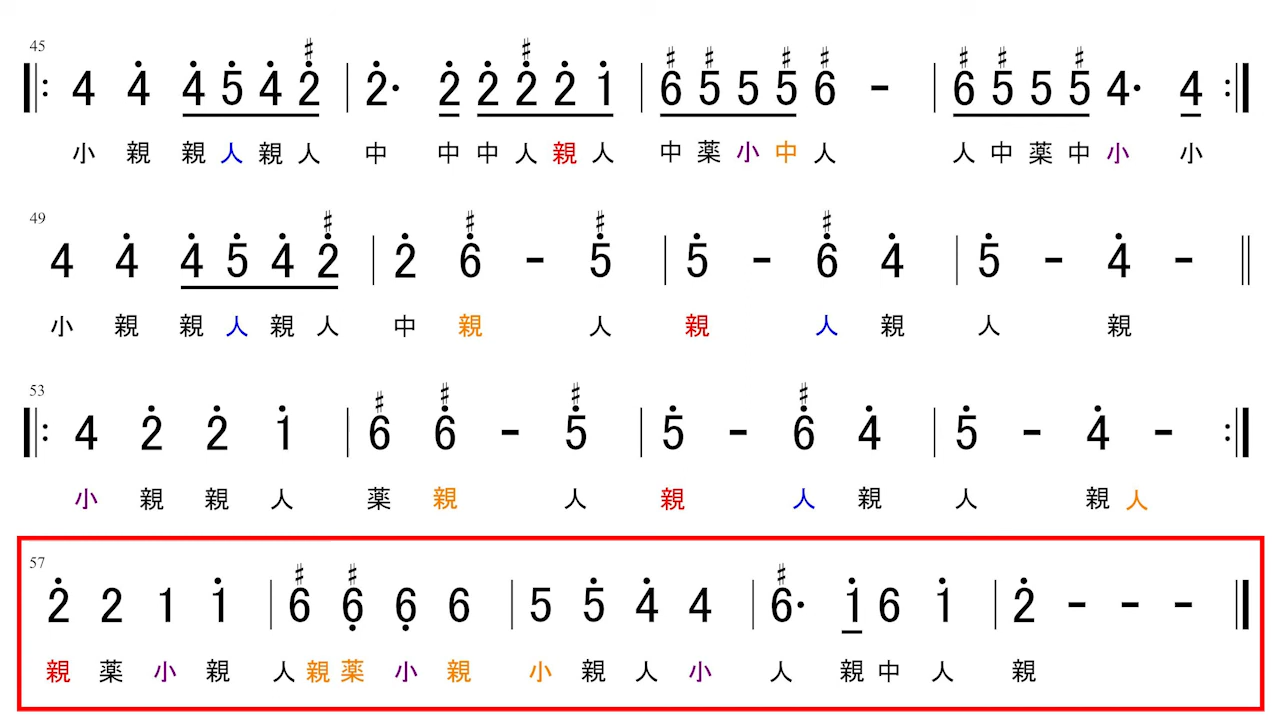 45
4 4 4 5 4 #2 | 2· 2 2 #2 2 1 | #6 #5 5 #5 #6 - | #6 #5 5 #5 4· 4
小 親 親 人 親 人 中 中 中 人 親 人 中 薬 小 中 人 人 中 薬 中 小 小
49
4 4 4 5 4 #2 | 2 #6 - #5 | 5 - #6 4 | 5 - 4 -
小 親 親 人 親 人 中 親 人 親 人 親 人 親
53
4 2 2 1 | #6 #6 - #5 | 5 - #6 4 | 5 - 4 -
小 親 親 人 薬 親 人 親 人 親 人 親 人
57
2 2 1 1 | #6 #6 6 6 | 5 5 4 4 | #6· 1 6 1 | 2 - - -
親 薬 小 親 人 親 薬 小 親 小 親 人 小 人 親 中 人 親